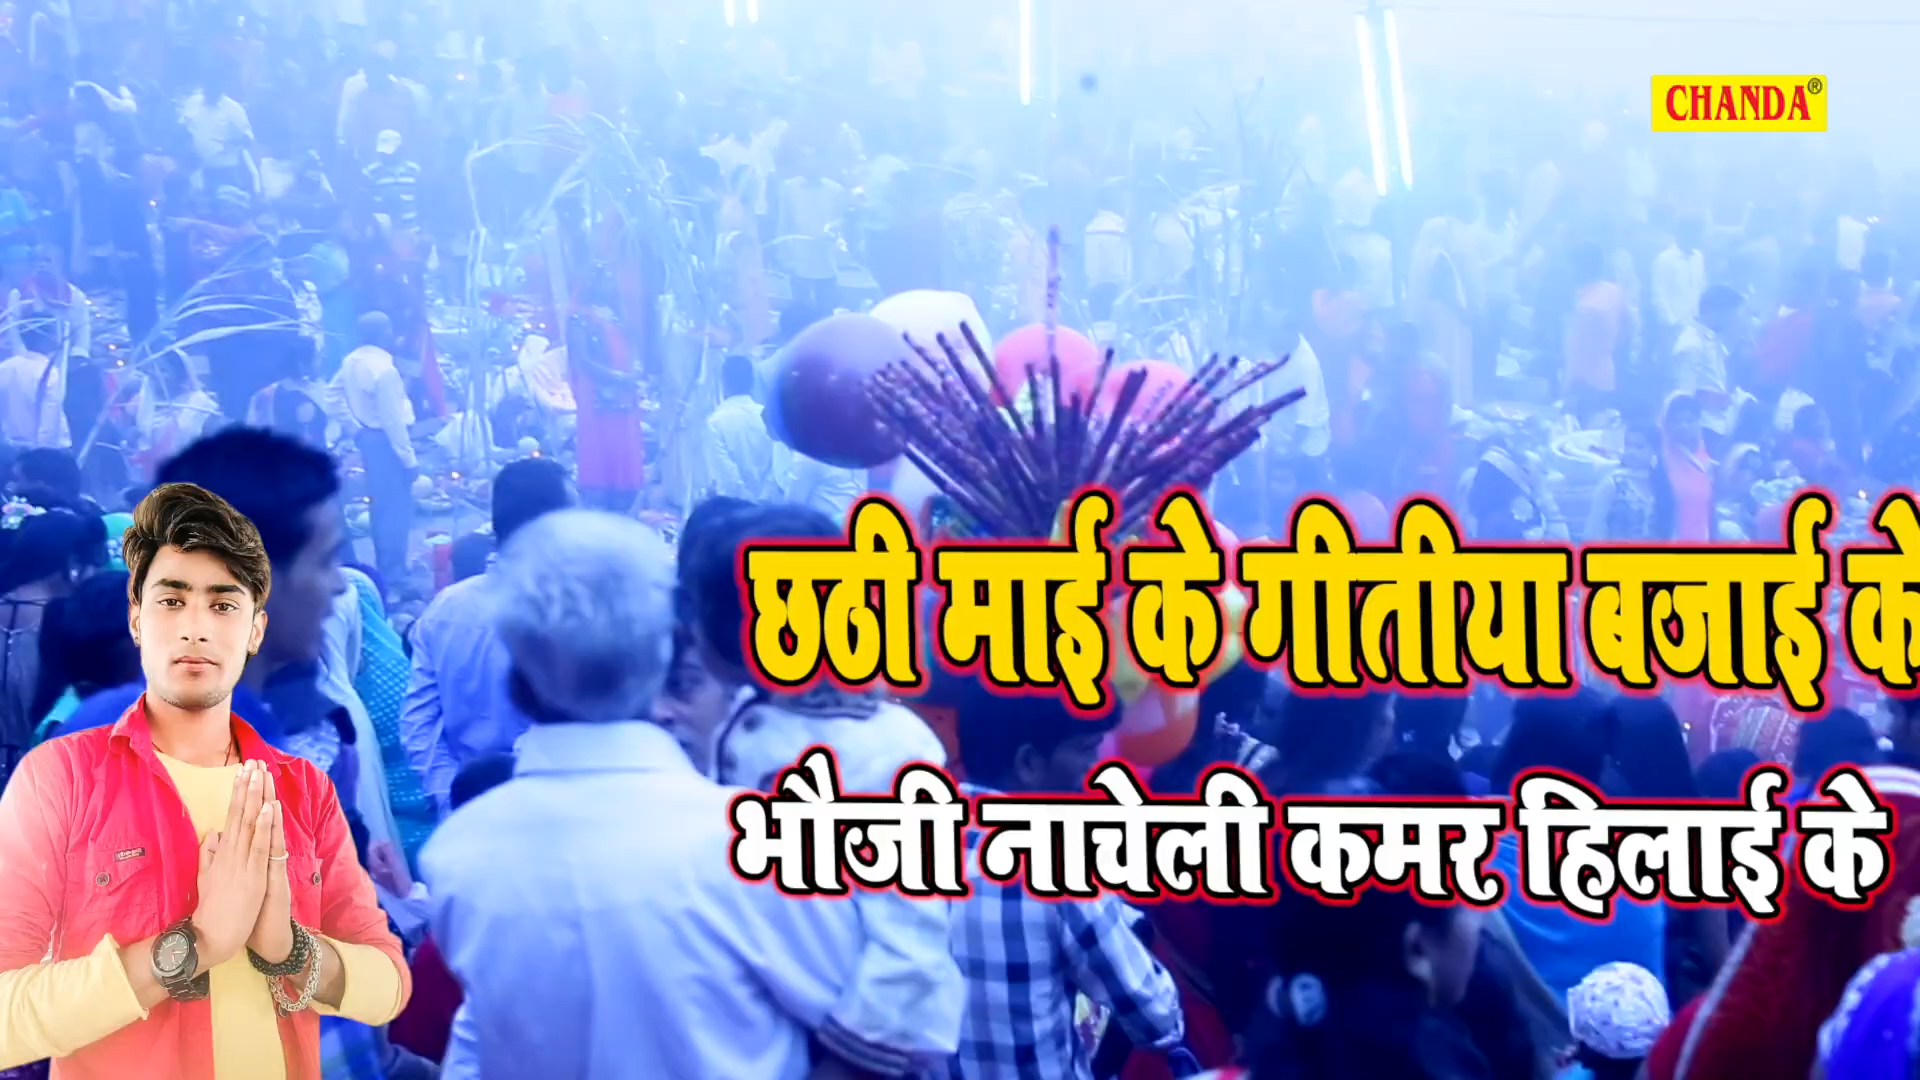 CHANDA®
छठी माई के गीतीया बजाई के
भौजी नाचेली कमर हिलाई के